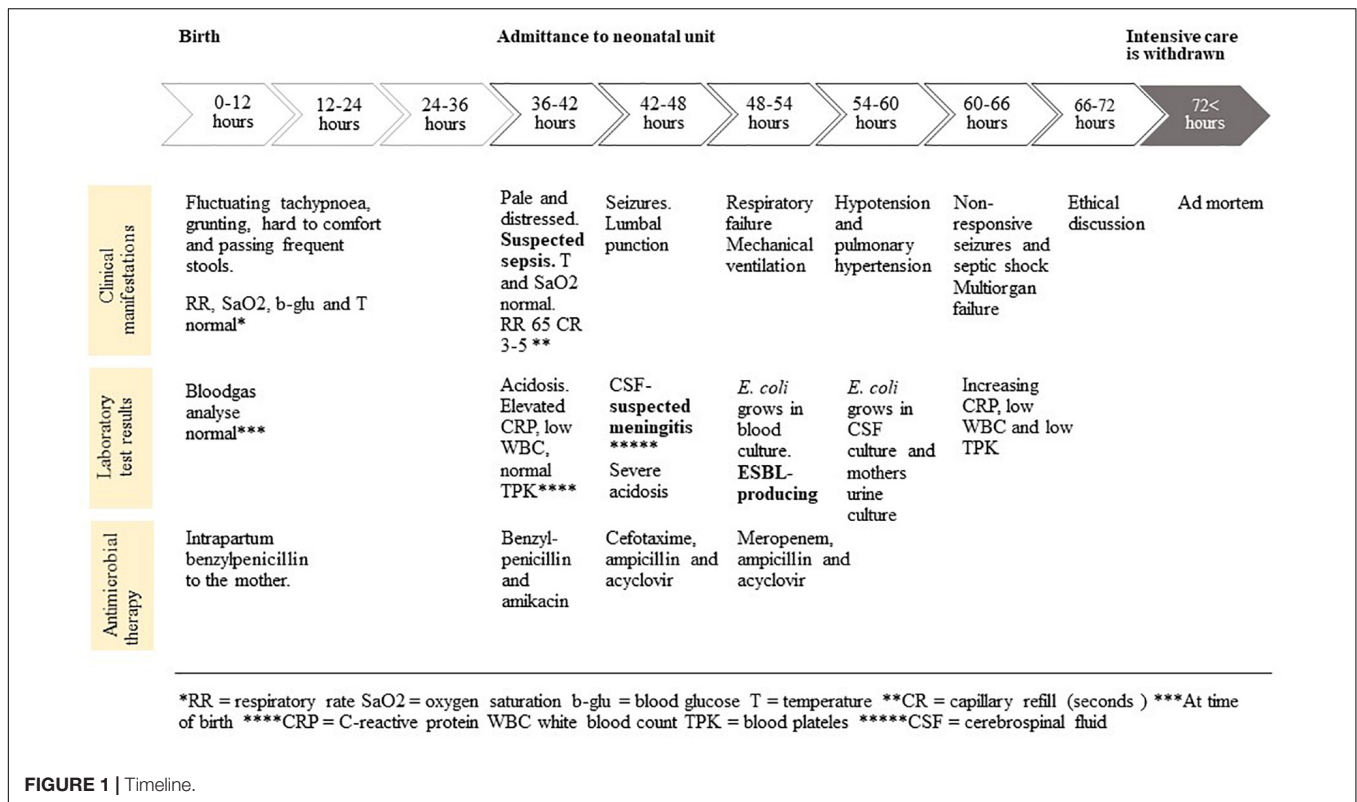 Birth
Admittance to neonatal unit
Intensive care
is withdrawn
0-12
hours
12-24
hours
24-36
hours
36-42
hours
42-48
hours
48-54
hours
54-60
hours
60-66
hours
66-72
hours
72<
hours
Clinical
manifestations
Fluctuating tachypnoea,
grunting, hard to comfort
and passing frequent
stools.
RR, SaO2, b-glu and T
normal*
Pale and
distressed.
Suspected
sepsis. T
and SaO2
normal.
RR 65 CR
3-5 **
Seizures.
Lumbal
punction
Respiratory
failure
Mechanical
ventilation
Hypotension
and
pulmonary
hypertension
Non-
responsive
seizures and
septic shock
Multiorgan
failure
Ethical
discussion
Ad mortem
Laboratory
test results
Bloodgas
analyse
normal***
Acidosis.
Elevated
CRP, low
WBC,
normal
TPK****
CSF-
suspected
meningitis
*****
Severe
acidosis
E. coli
grows in
blood
culture.
ESBL-
producing
E. coli
grows in
CSF
culture and
mothers
urine
culture
Increasing
CRP, low
WBC and low
TPK
Antimicrobial
therapy
Intrapartum
benzylpenicillin
to the mother.
Benzyl-
penicillin
and
amikacin
Cefotaxime,
ampicillin and
acyclovir
Meropenem,
ampicillin and
acyclovir
*RR = respiratory rate SaO2 = oxygen saturation b-glu = blood glucose T = temperature **CR = capillary refill (seconds ) ***At time
of birth ****CRP = C-reactive protein WBC white blood count TPK = blood plateles *****CSF = cerebrospinal fluid
FIGURE 1 | Timeline.